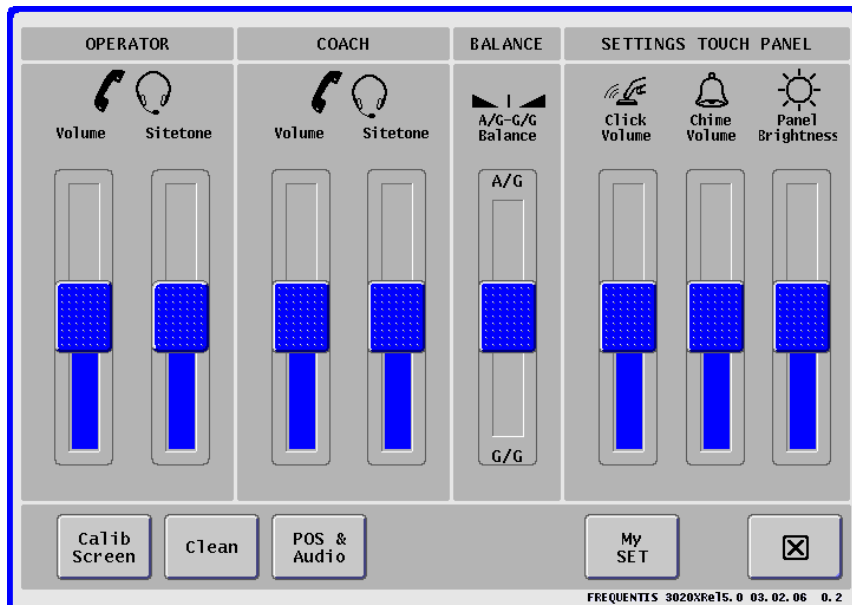 OPERATOR
COACH
BALANCE
SETTINGS TOUCH PANEL
Volume
Sitetone
Volume
Sitetone
A/G-G/G
Balance
Click
Volume
Chime
Volume
Panel
Brightness
A/G
G/G
Calib
Screen
Clean
POS &
Audio
My
SET
FREQUENTIS 3020XRel5.0 03.02.06 0.2